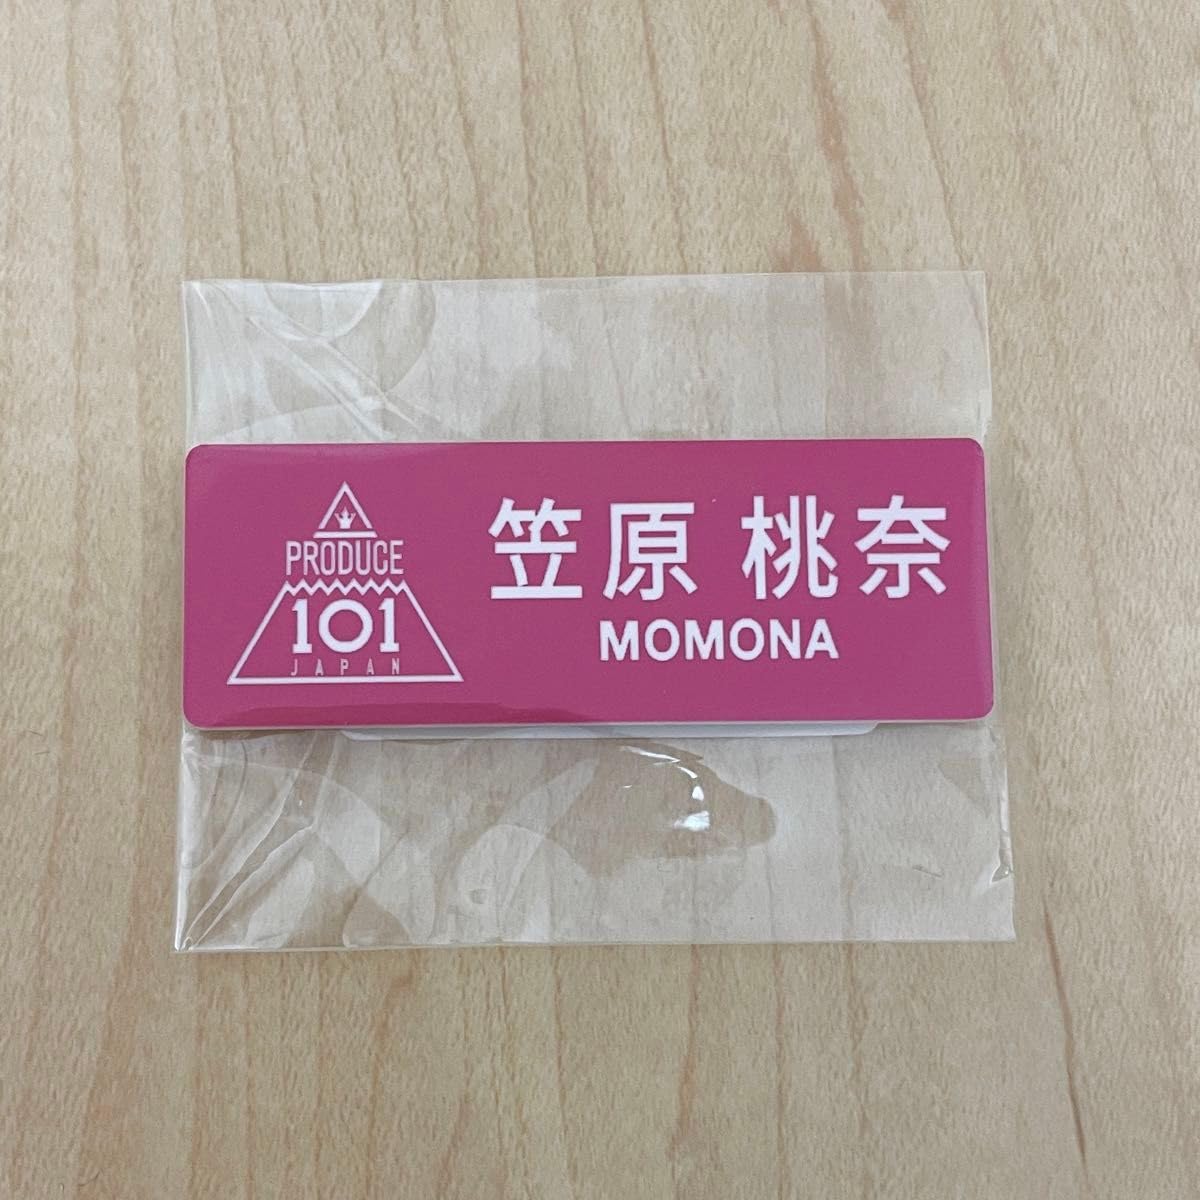 PRODUCE
101
JAPAN
笠原 桃奈
MOMONA